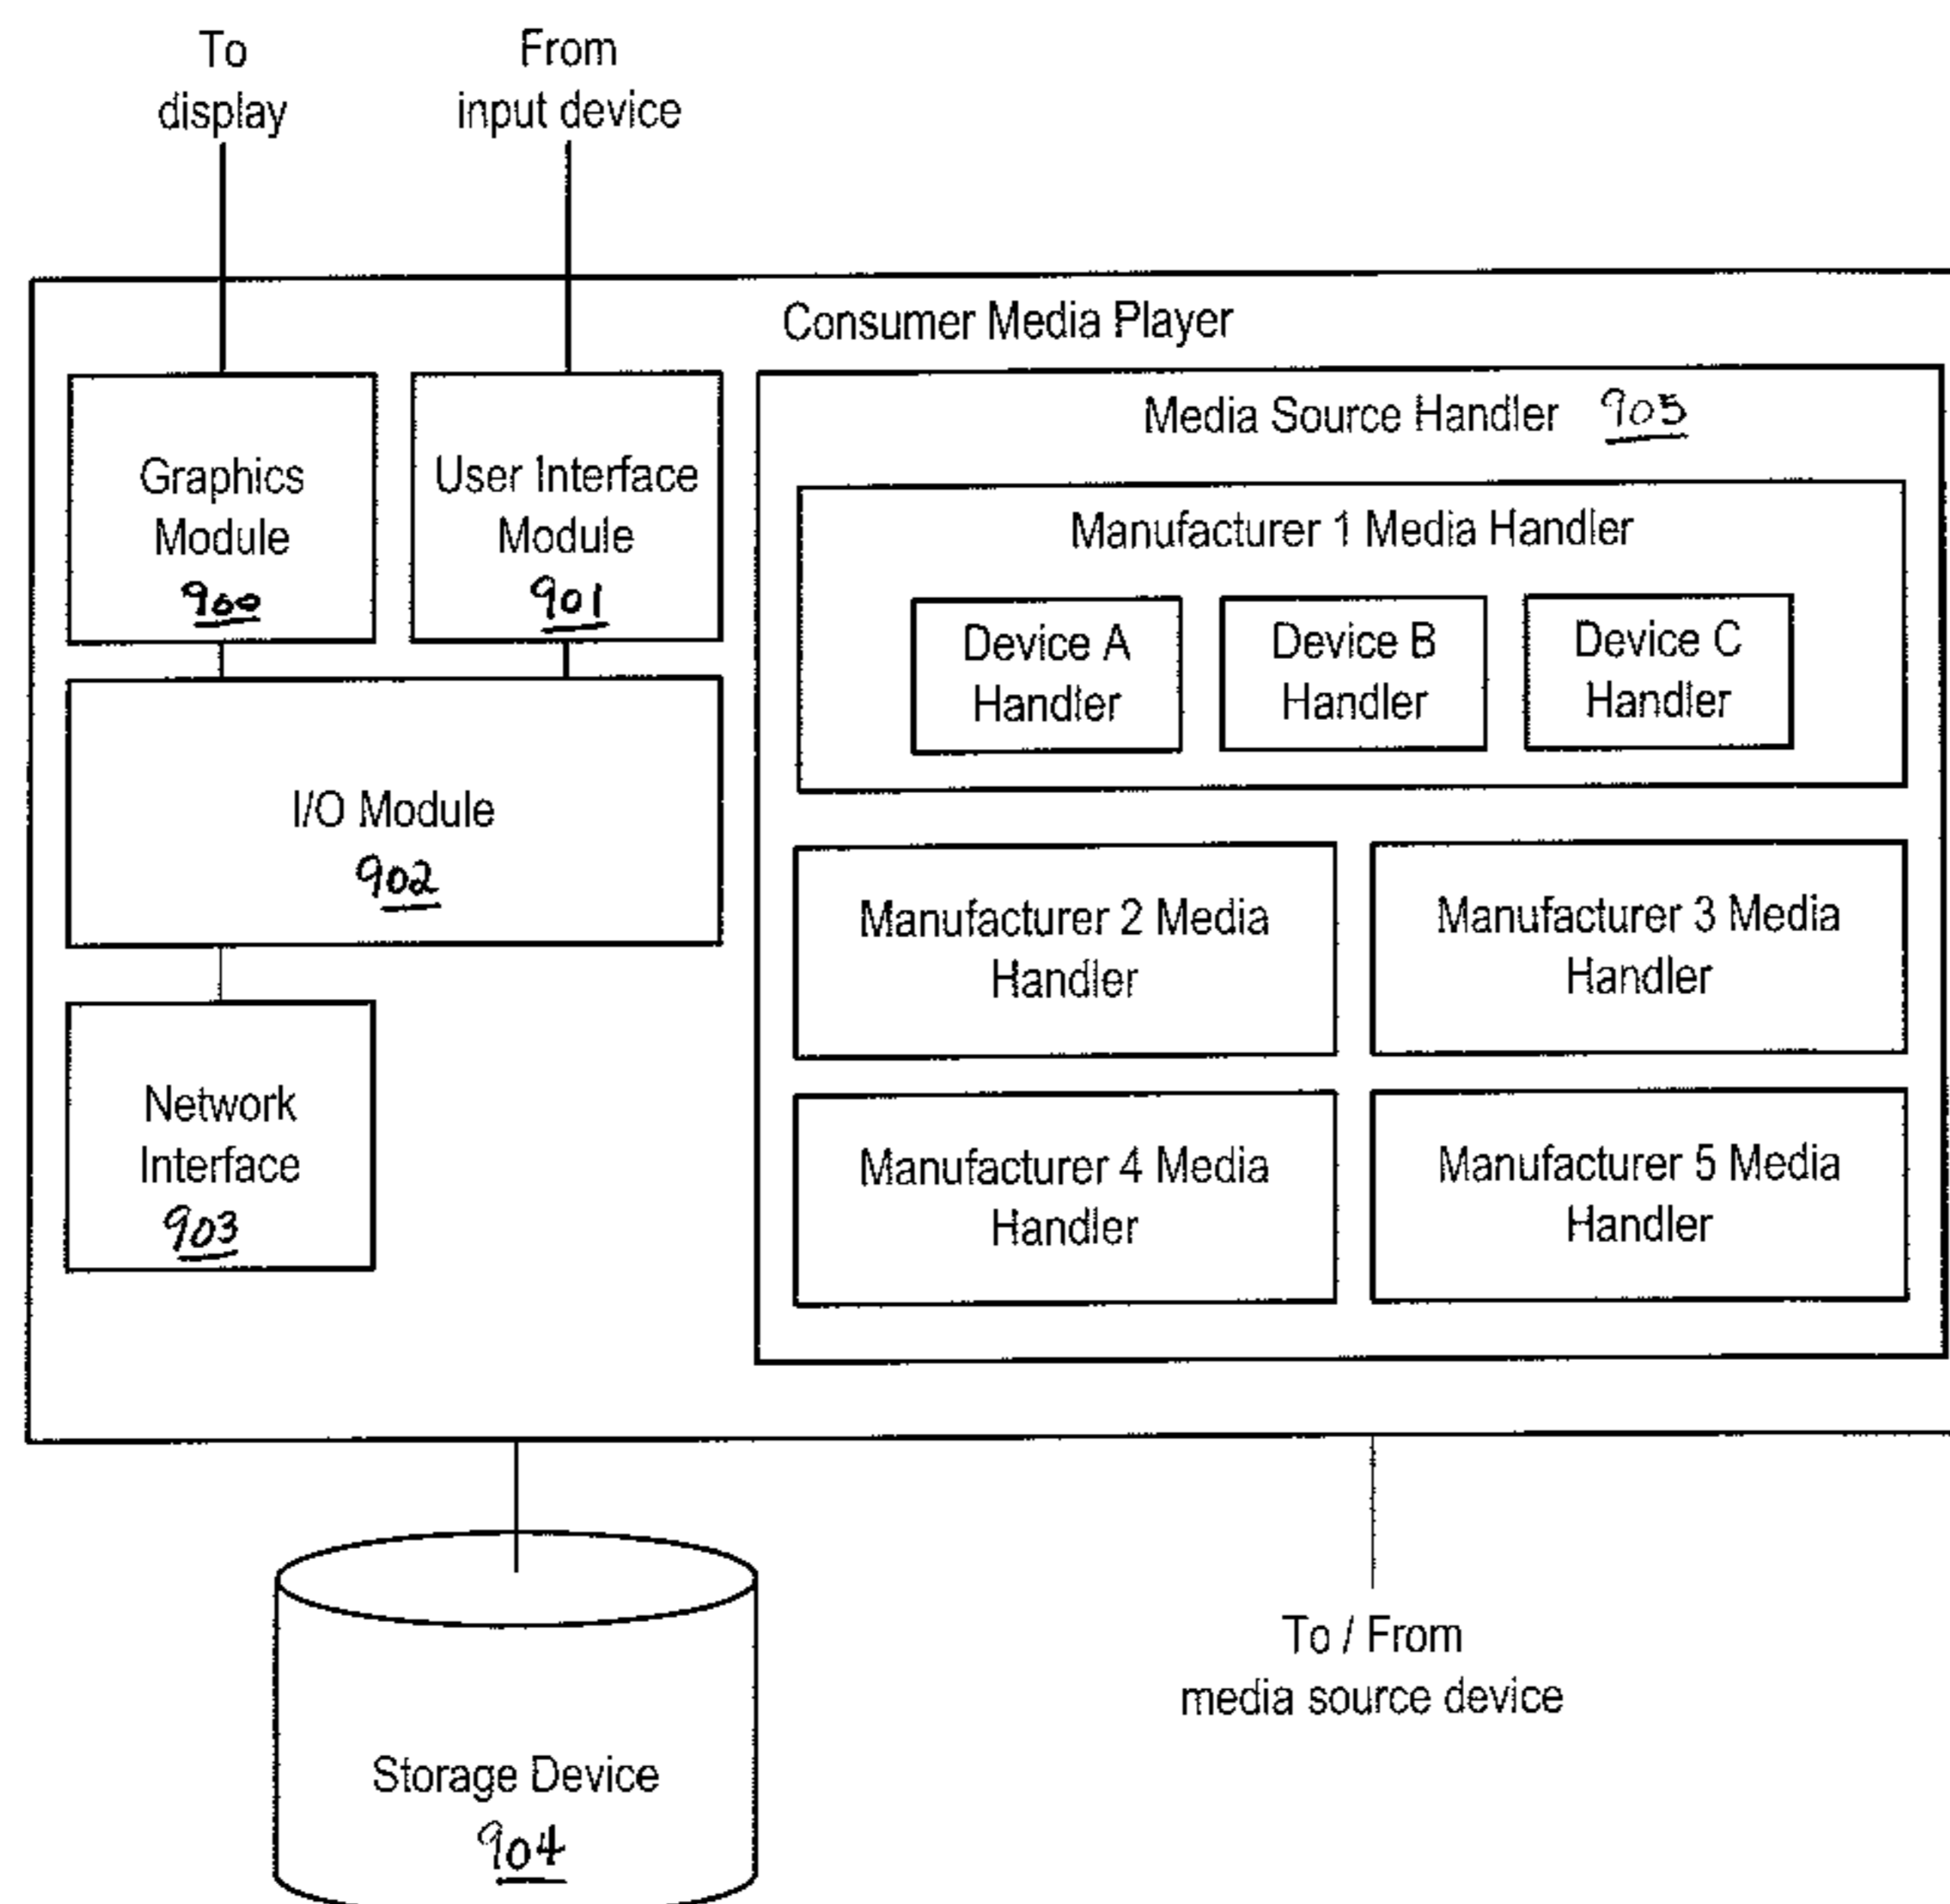 To
display
From
input device
Consumer Media Player
Graphics
Module
900
User Interface
Module
901
I/O Module
902
Network
Interface
903
Media Source Handler 905
Manufacturer 1 Media Handler
Device A
Handler
Device B
Handler
Device C
Handler
Manufacturer 2 Media
Handler
Manufacturer 3 Media
Handler
Manufacturer 4 Media
Handler
Manufacturer 5 Media
Handler
Storage Device
904
To / From
media source device